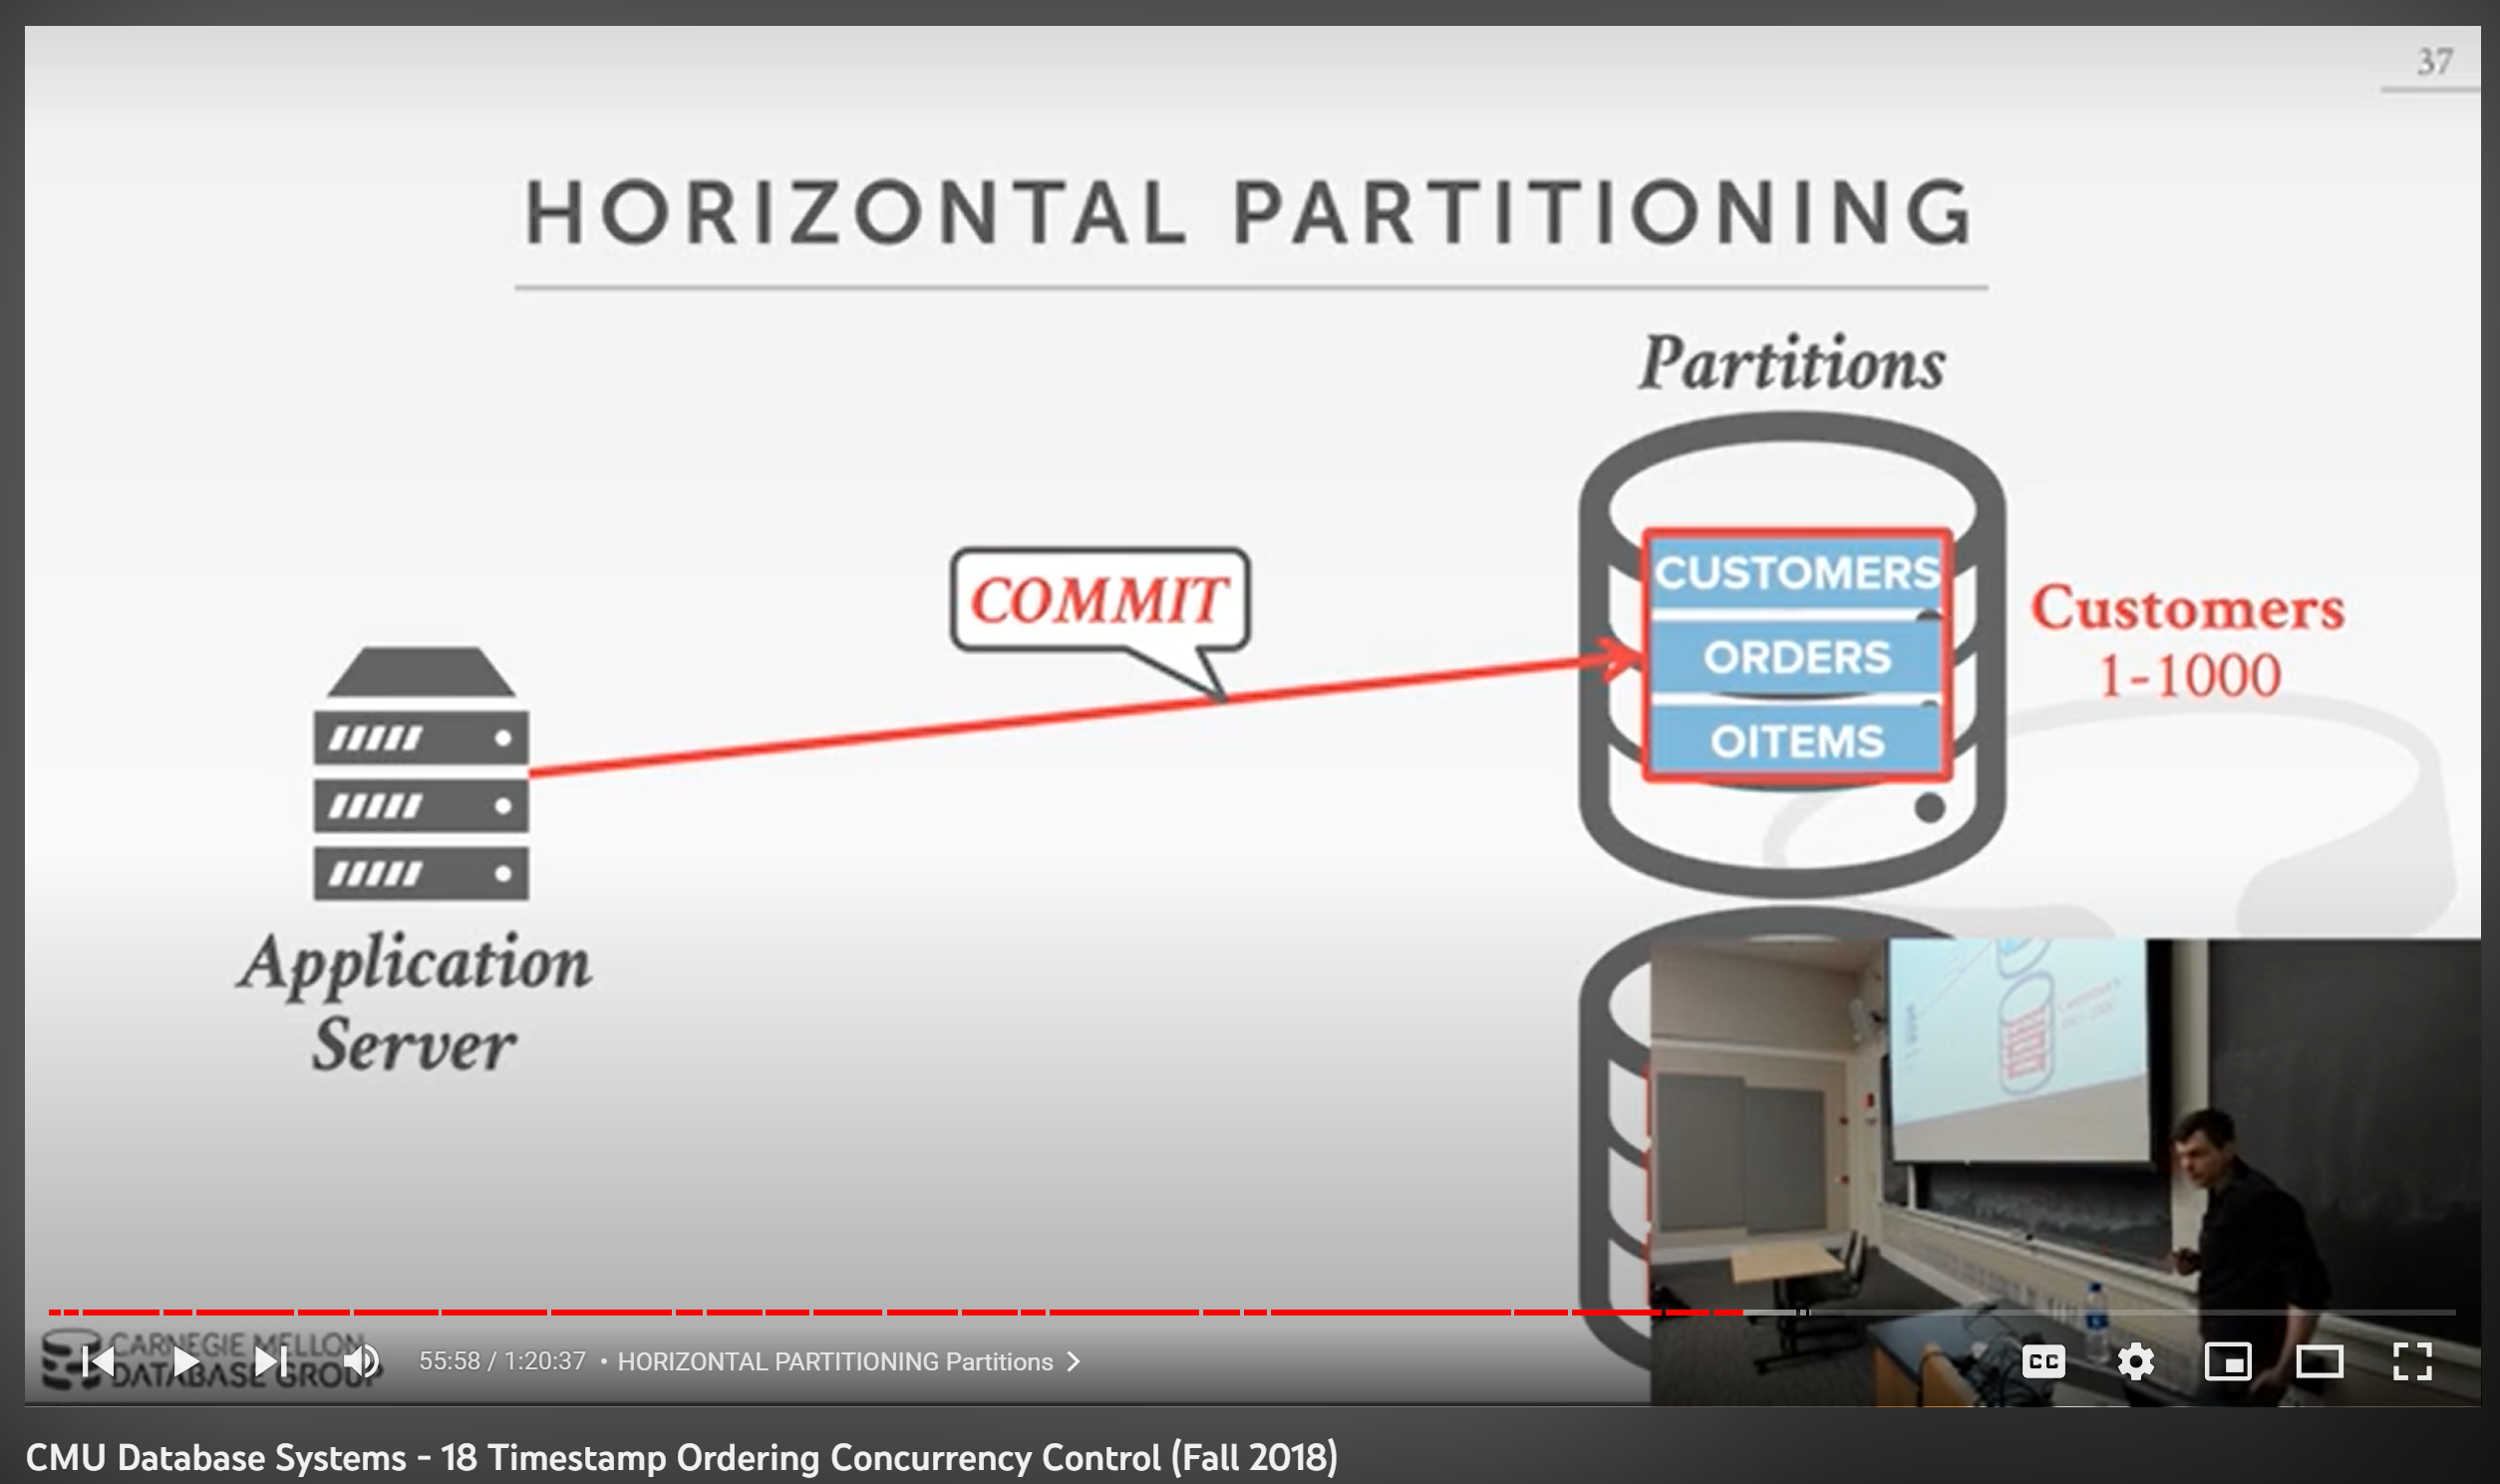 37
HORIZONTAL PARTITIONING
Partitions
CUSTOMERS
ORDERS
OITEMS
Customers
1-1000
COMMIT
Application
Server
CARNEGIE MELLON
DATABASE GROUP
55:58 / 1:20:37 • HORIZONTAL PARTITIONING Partitions
CC
CMU Database Systems - 18 Timestamp Ordering Concurrency Control (Fall 2018)